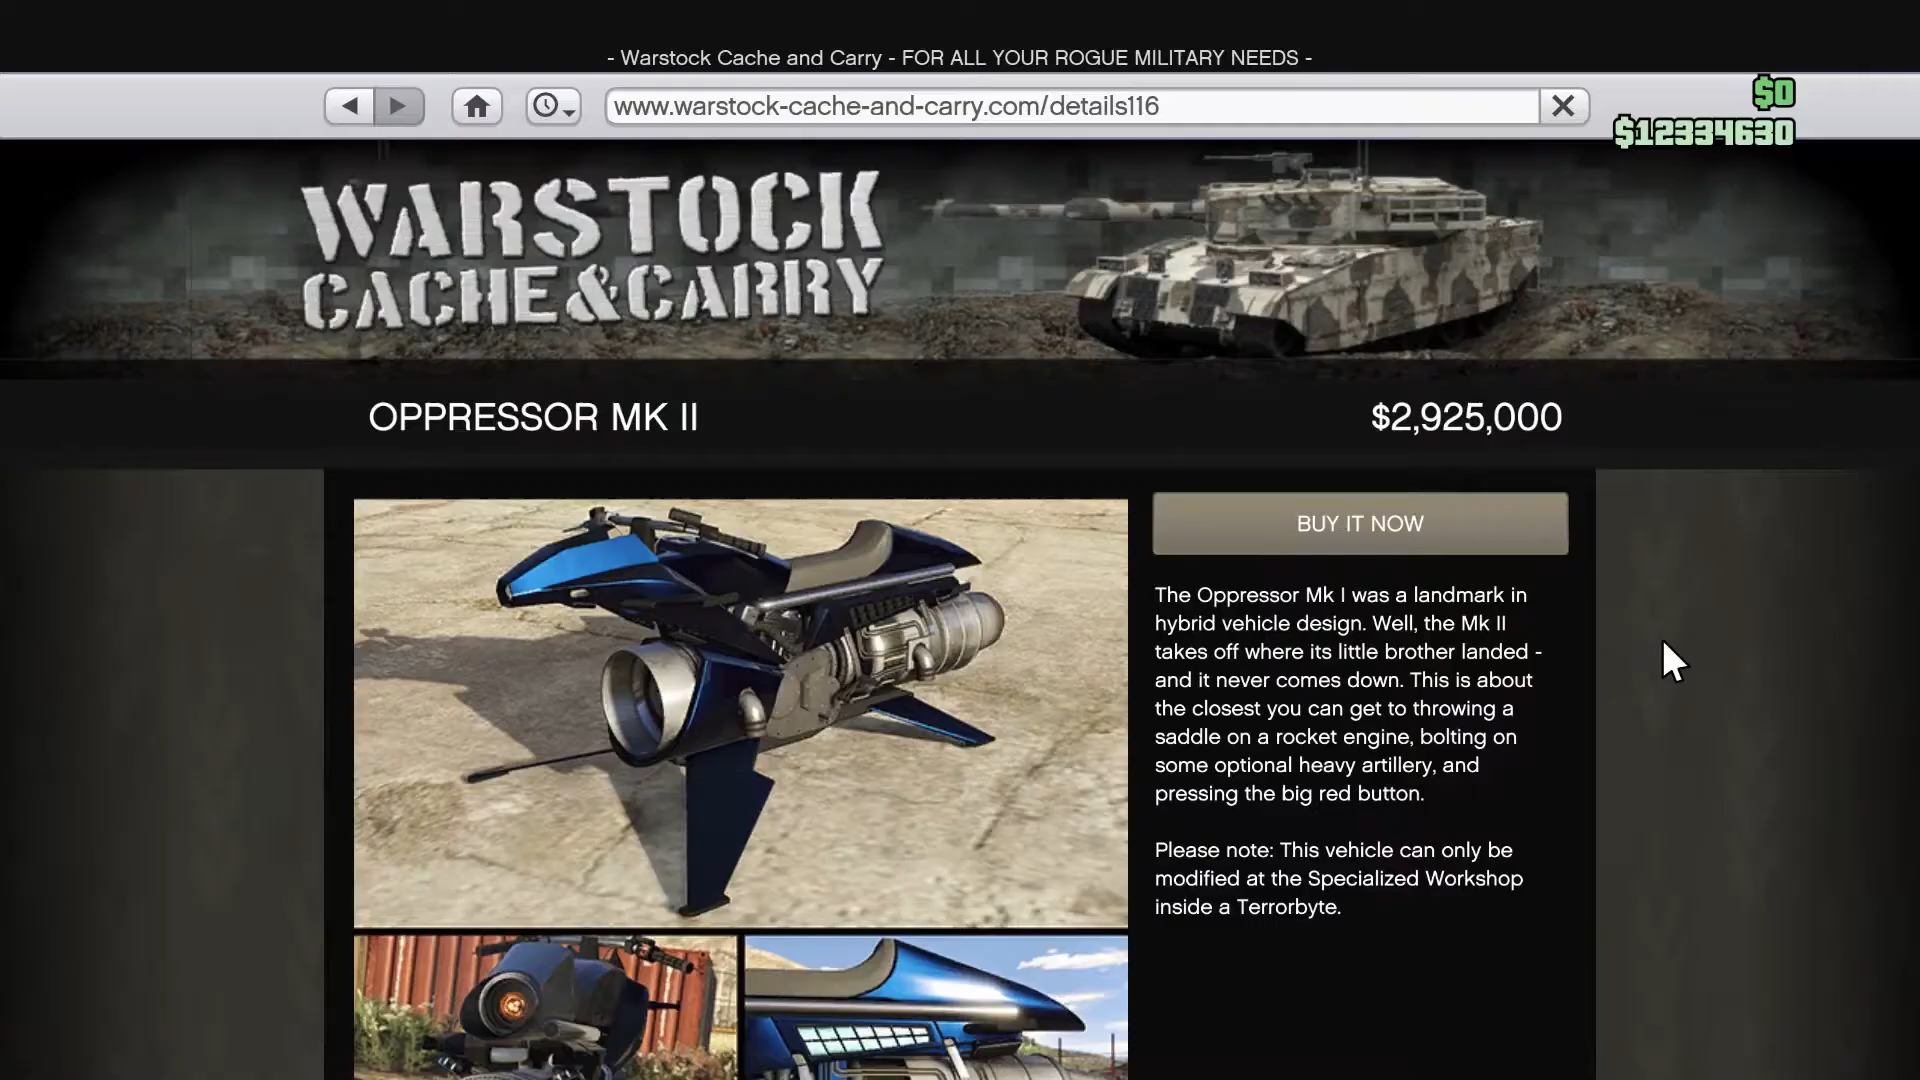 - Warstock Cache and Carry - FOR ALL YOUR ROGUE MILITARY NEEDS -
www.warstock-cache-and-carry.com/details116
$0
$12334630
WARSTOCK
CACHE & CARRY
OPPRESSOR MK II
$2,925,000
BUY IT NOW
The Oppressor Mk I was a landmark in
hybrid vehicle design. Well, the Mk II
takes off where its little brother landed -
and it never comes down. This is about
the closest you can get to throwing a
saddle on a rocket engine, bolting on
some optional heavy artillery, and
pressing the big red button.
Please note: This vehicle can only be
modified at the Specialized Workshop
inside a Terrorbyte.